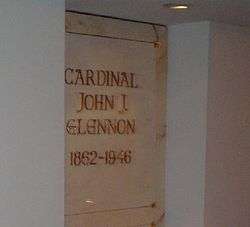 CARDINAL
JOHN J.
GLENNON
1862-1946